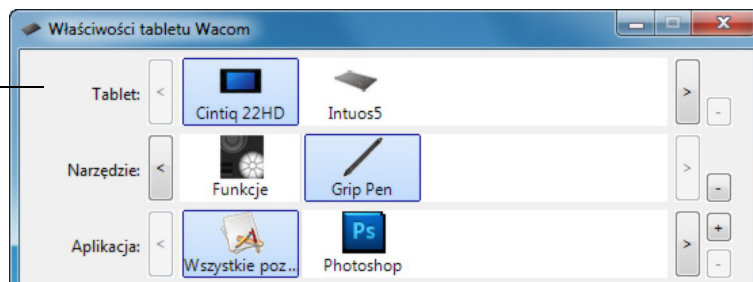 Właściwości tabletu Wacom
Tablet: < Cintiq 22HD Intuos5 > -
Narzędzie: < Funkcje Grip Pen > -
Aplikacja: < Wszystkie poz... Ps Photoshop > + -